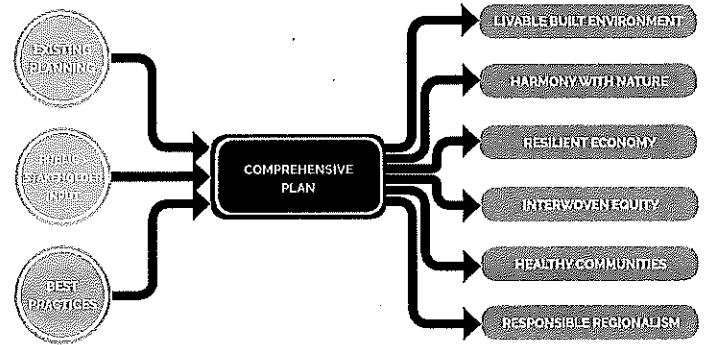 EXISTING
PLANNING
PUBLIC
STAKEHOLDER
INPUT
BEST
PRACTICES
COMPREHENSIVE
PLAN
LIVABLE BUILT ENVIRONMENT
HARMONY WITH NATURE
RESILIENT ECONOMY
INTERWOVEN EQUITY
HEALTHY COMMUNITIES
RESPONSIBLE REGIONALISM